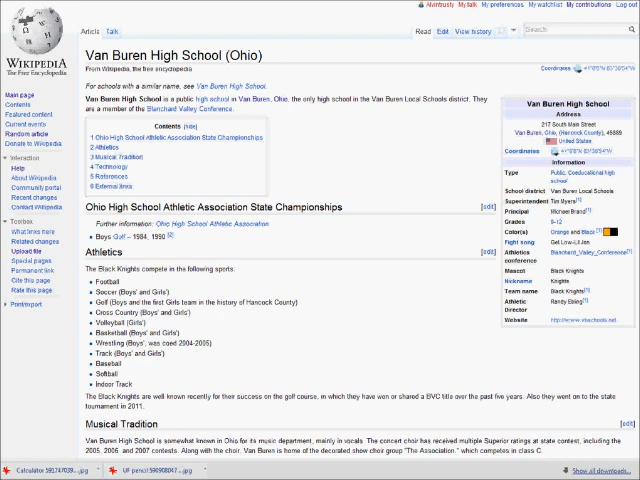 Alvintrusty My talk My preferences My watchlist My contributions Log out
Article Talk Read Edit View history Search
WIKIPEDIA
The Free Encyclopedia
Main page
Contents
Featured content
Current events
Random article
Donate to Wikipedia
Interaction
Help
About Wikipedia
Community portal
Recent changes
Contact Wikipedia
Toolbox
What links here
Related changes
Upload file
Special pages
Permanent link
Cite this page
Rate this page
Print/export
Van Buren High School (Ohio)
From Wikipedia, the free encyclopedia
Coordinates:
For schools with a similar name, see Van Buren High School.
Van Buren High School is a public high school in Van Buren, Ohio, the only high school in the Van Buren Local Schools district. They
are a member of the Blanchard Valley Conference.
Contents [hide]
1 Ohio High School Athletic Association State Championships
2 Athletics
3 Musical Tradition
4 Technology
5 References
6 External links
Ohio High School Athletic Association State Championships [edit]
Further information: Ohio High School Athletic Association
Boys Golf – 1984, 1990 [2]
Athletics [edit]
The Black Knights compete in the following sports:
Football
Soccer (Boys' and Girls')
Golf (Boys and the first Girls team in the history of Hancock County)
Cross Country (Boys' and Girls')
Volleyball (Girls')
Basketball (Boys' and Girls')
Wrestling (Boys', was coed 2004-2005)
Track (Boys' and Girls')
Baseball
Softball
Indoor Track
The Black Knights are well known recently for their success on the golf course, in which they have won or shared a BVC title over the past five years. Also they went on to the state
tournament in 2011.
Musical Tradition [edit]
Van Buren High School is somewhat known in Ohio for its music department, mainly in vocals. The concert choir has received multiple Superior ratings at state contest, including the
2005, 2006, and 2007 contests. Along with the choir, Van Buren is home of the decorated show choir group "The Association," which competes in class C.
Van Buren High School
Address
217 South Main Street
Van Buren, Ohio, (Hancock County), 45889
United States
Coordinates
Information
Type Public, Coeducational high
school
School district Van Buren Local Schools
Superintendent Tim Myers[1]
Principal Michael Brand[1]
Grades 9-12
Color(s) Orange and Black[1]
Fight song Get Low-Lil Jon
Athletics Blanchard_Valley_Conference[1]
conference
Mascot Black Knights
Nickname Knights
Team name Black Knights[1]
Athletic Randy Ebling[1]
Director
Website
Show all downloads...